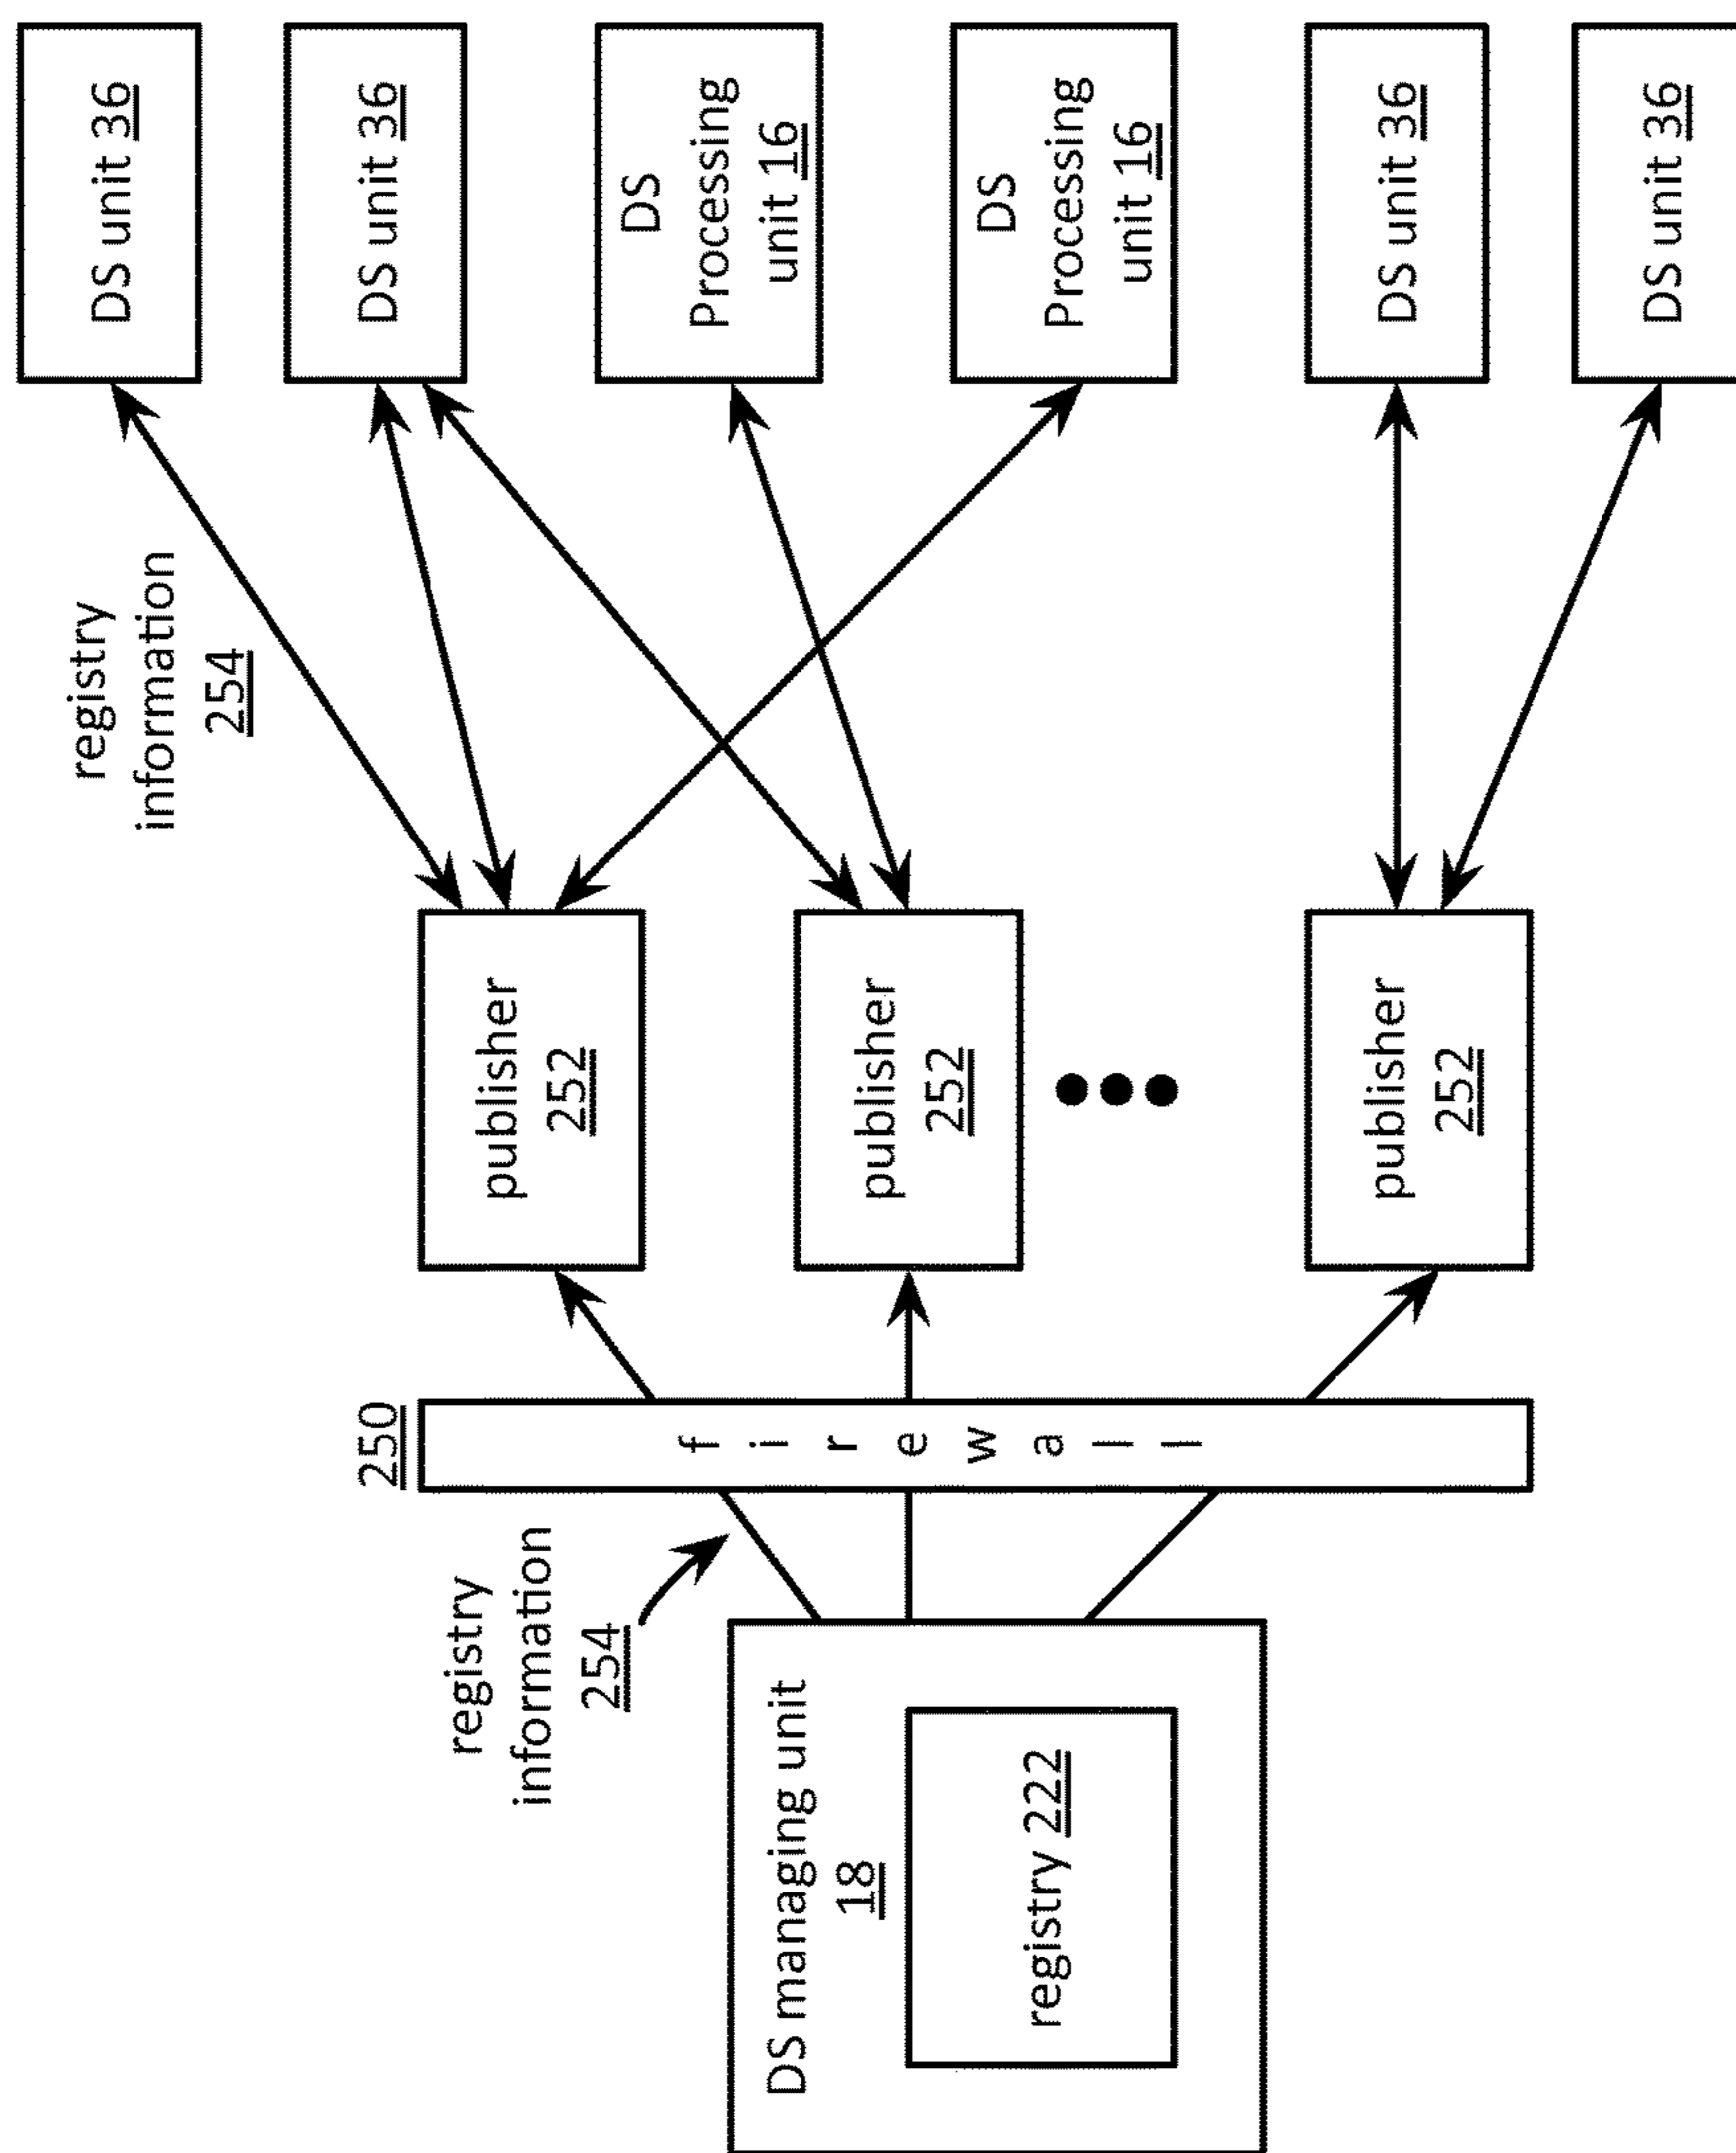 DS managing unit
18
registry 222
registry
information
254
250
firewall
publisher
252
publisher
252
publisher
252
registry
information
254
DS unit 36
DS unit 36
DS
Processing
unit 16
DS
Processing
unit 16
DS unit 36
DS unit 36